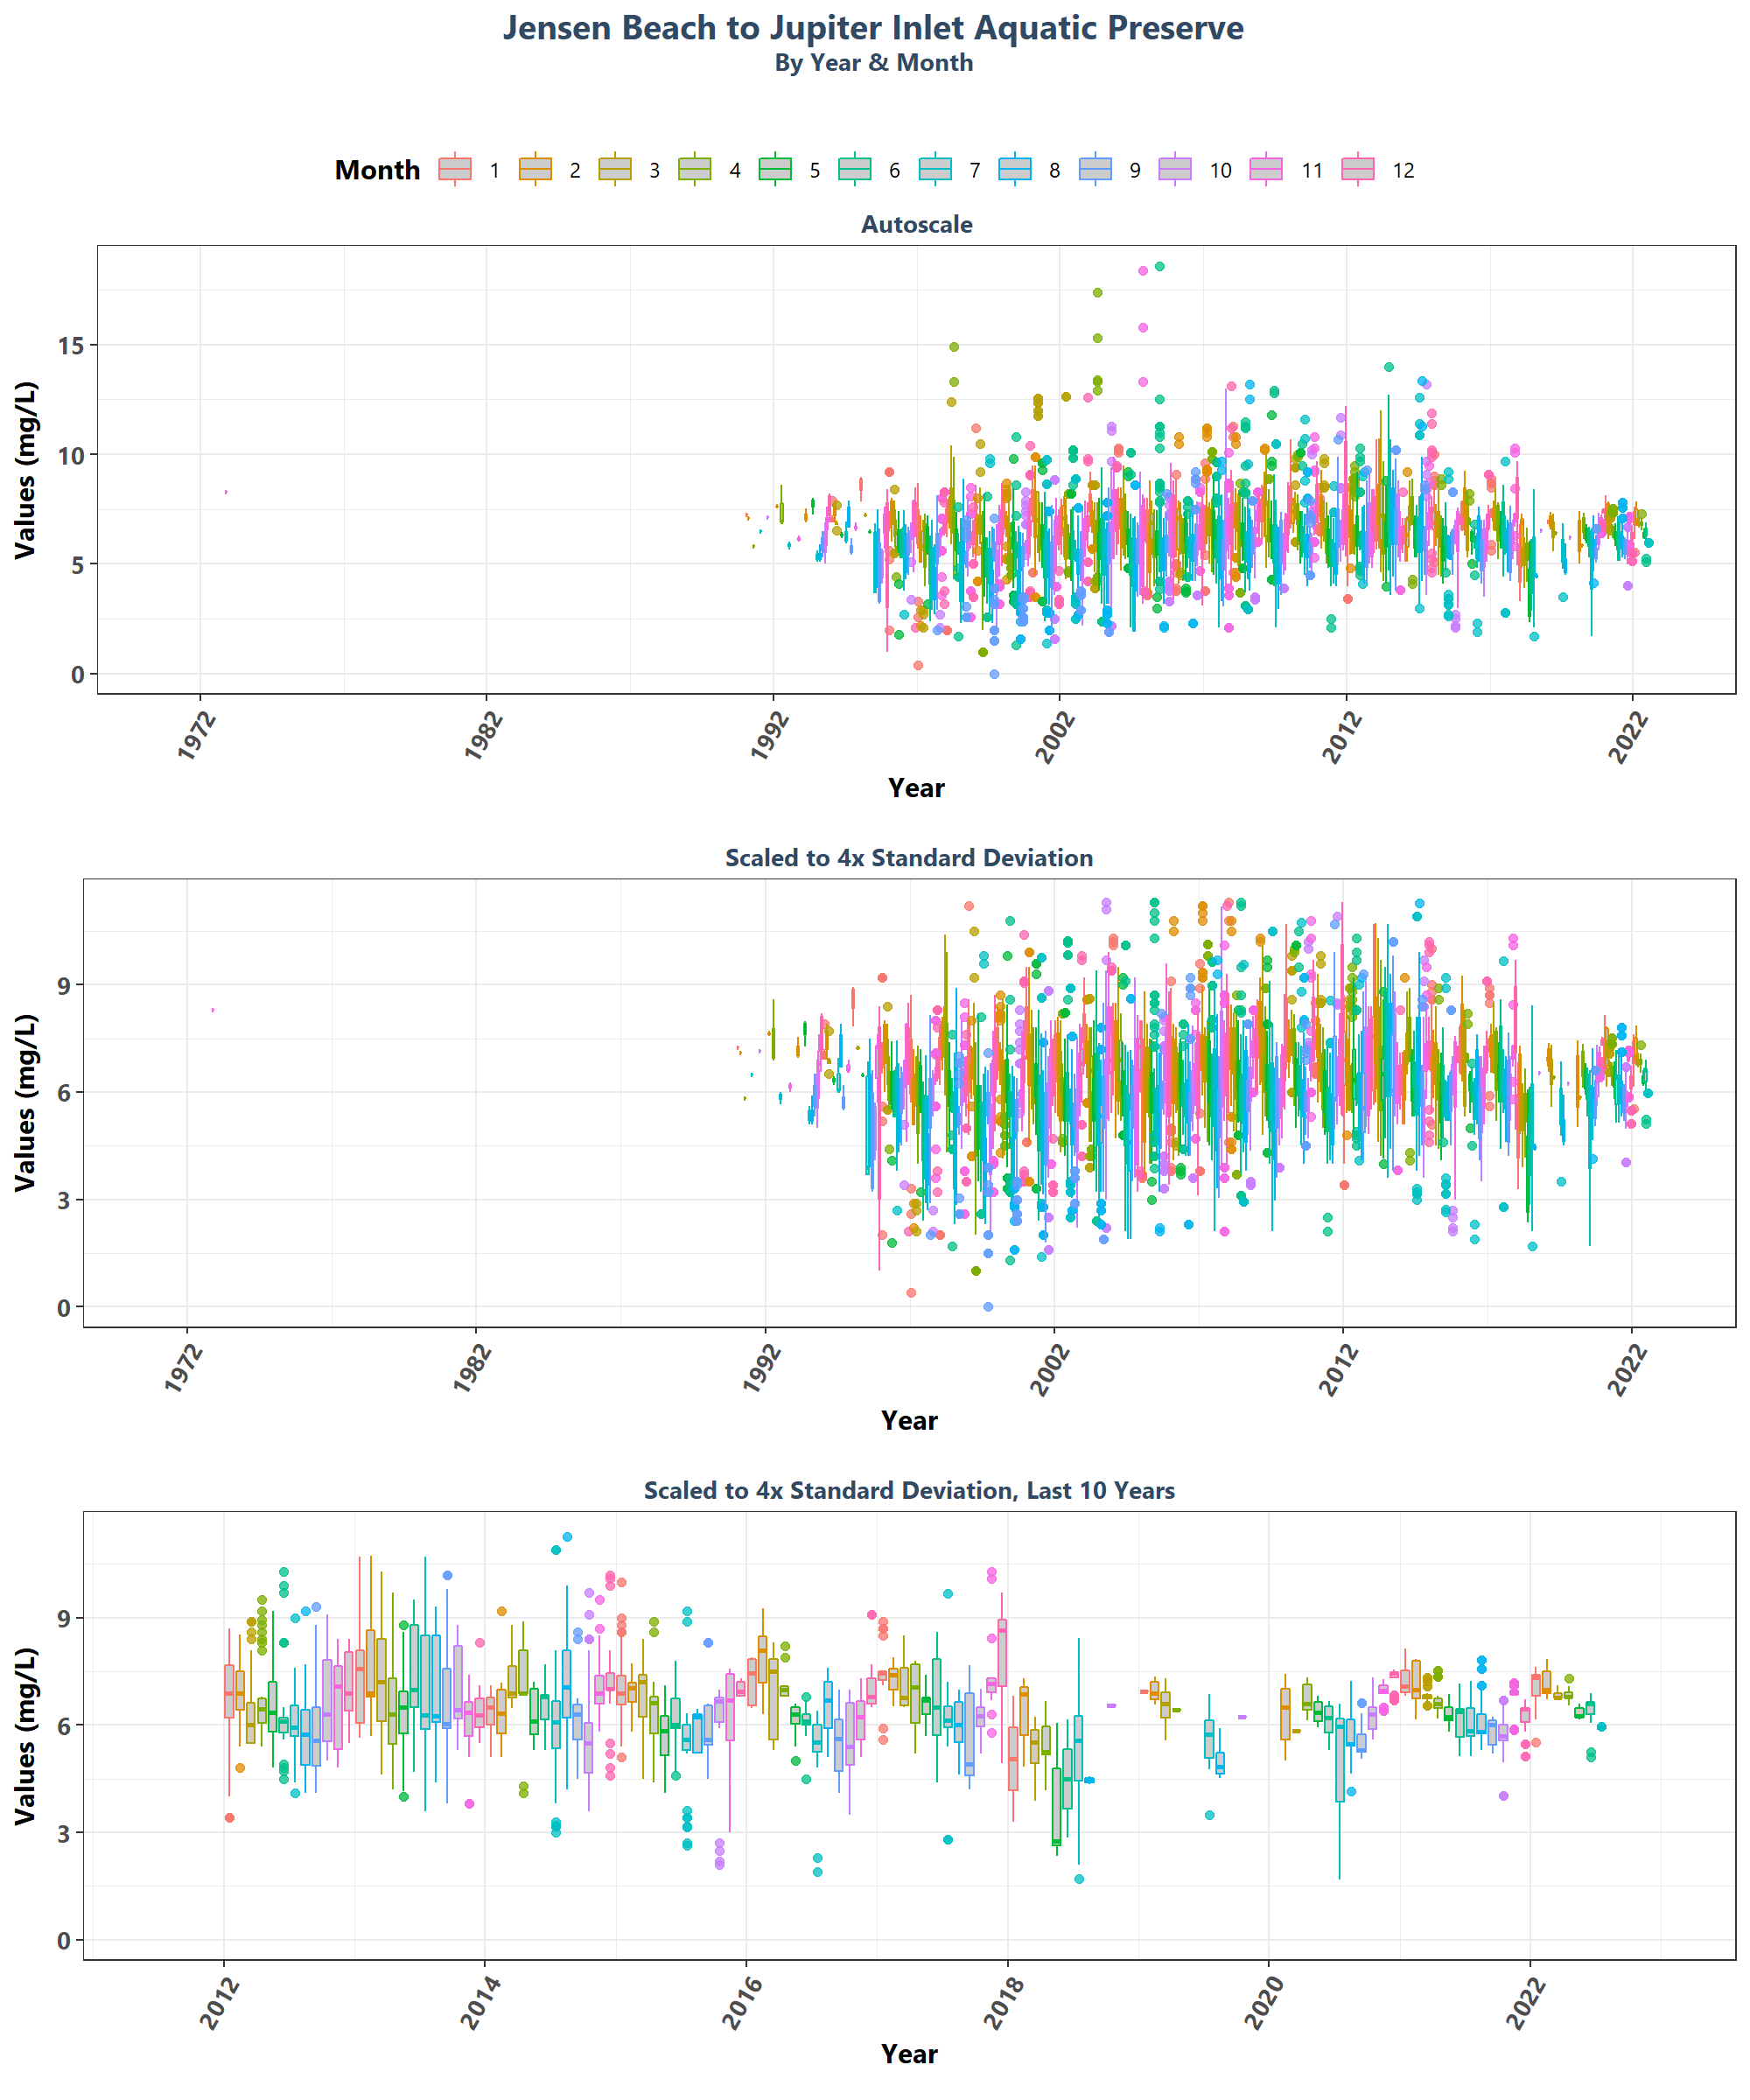 Jensen Beach to Jupiter Inlet Aquatic Preserve
By Year & Month
Month 1 2 3 4 5 6 7 8 9 10 11 12
Autoscale
Values (mg/L)
15
10
5
0
1972 1982 1992 2002 2012 2022
Year
Scaled to 4x Standard Deviation
Values (mg/L)
9
6
3
0
1972 1982 1992 2002 2012 2022
Year
Scaled to 4x Standard Deviation, Last 10 Years
Values (mg/L)
9
6
3
0
2012 2014 2016 2018 2020 2022
Year